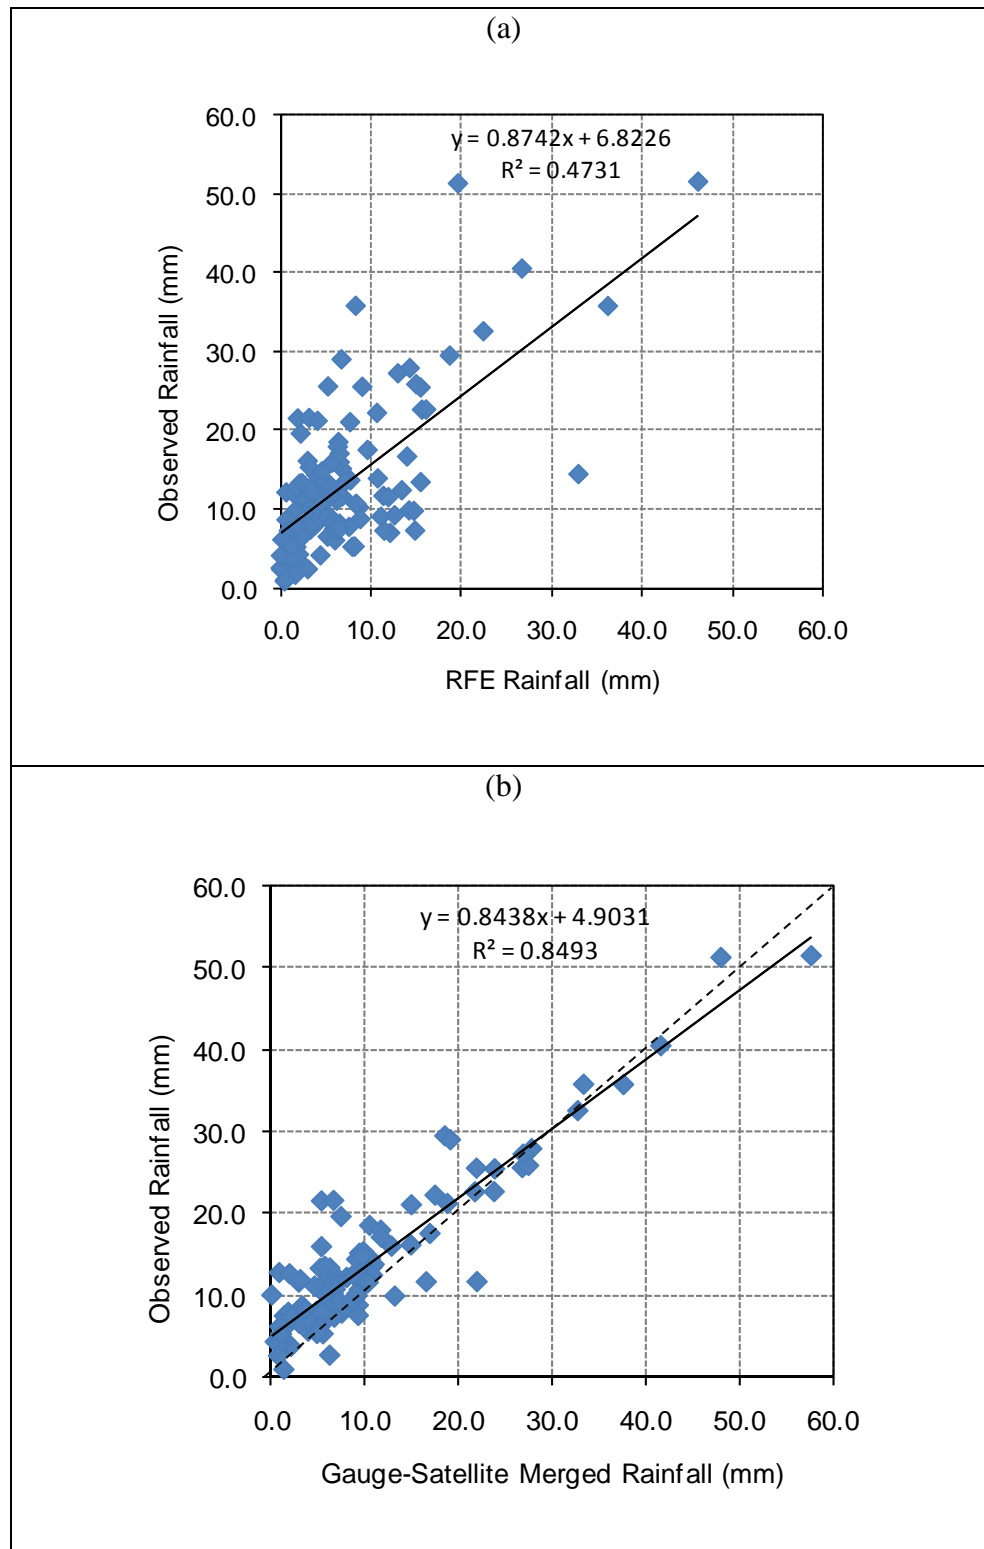 (a)
60.0
y = 0.8742x + 6.8226
R² = 0.4731
50.0
40.0
30.0
20.0
10.0
0.0
Observed Rainfall (mm)
0.0 10.0 20.0 30.0 40.0 50.0 60.0
RFE Rainfall (mm)
(b)
60.0
y = 0.8438x + 4.9031
R² = 0.8493
50.0
40.0
30.0
20.0
10.0
0.0
Observed Rainfall (mm)
0.0 10.0 20.0 30.0 40.0 50.0 60.0
Gauge-Satellite Merged Rainfall (mm)